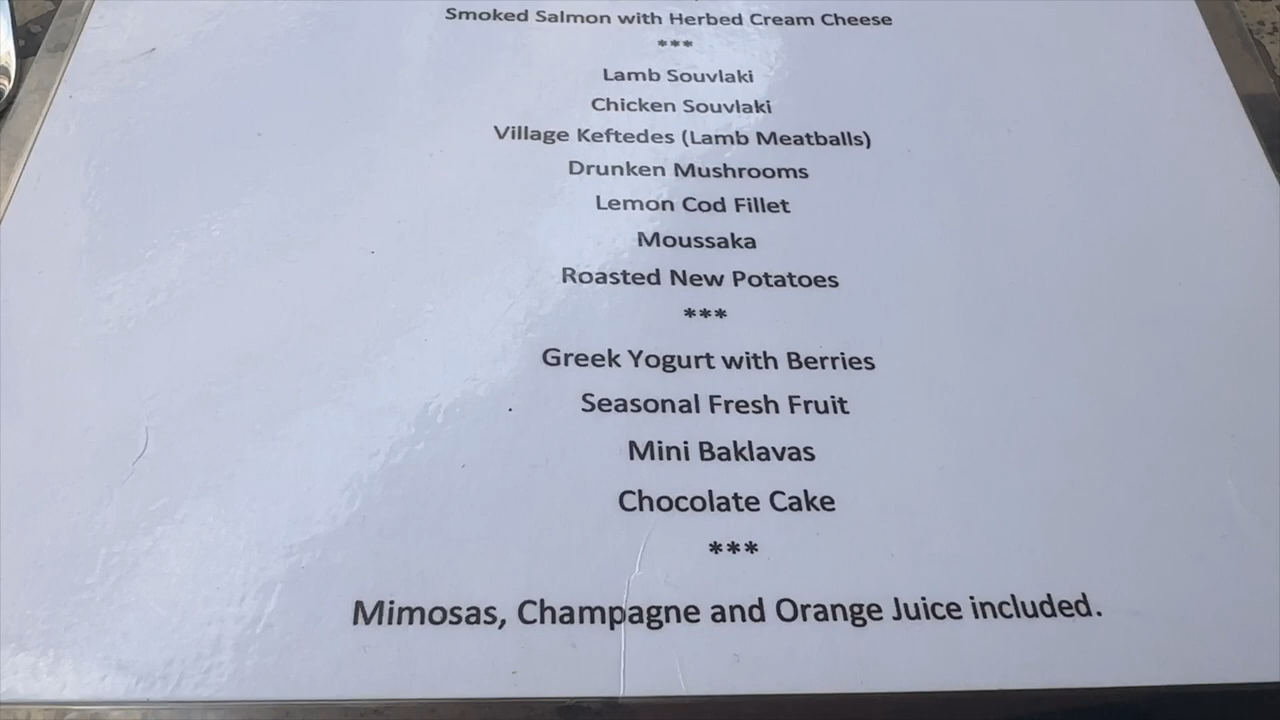 Smoked Salmon with Herbed Cream Cheese
***
Lamb Souvlaki
Chicken Souvlaki
Village Keftedes (Lamb Meatballs)
Drunken Mushrooms
Lemon Cod Fillet
Moussaka
Roasted New Potatoes
***
Greek Yogurt with Berries
Seasonal Fresh Fruit
Mini Baklavas
Chocolate Cake
***
Mimosas, Champagne and Orange Juice included.